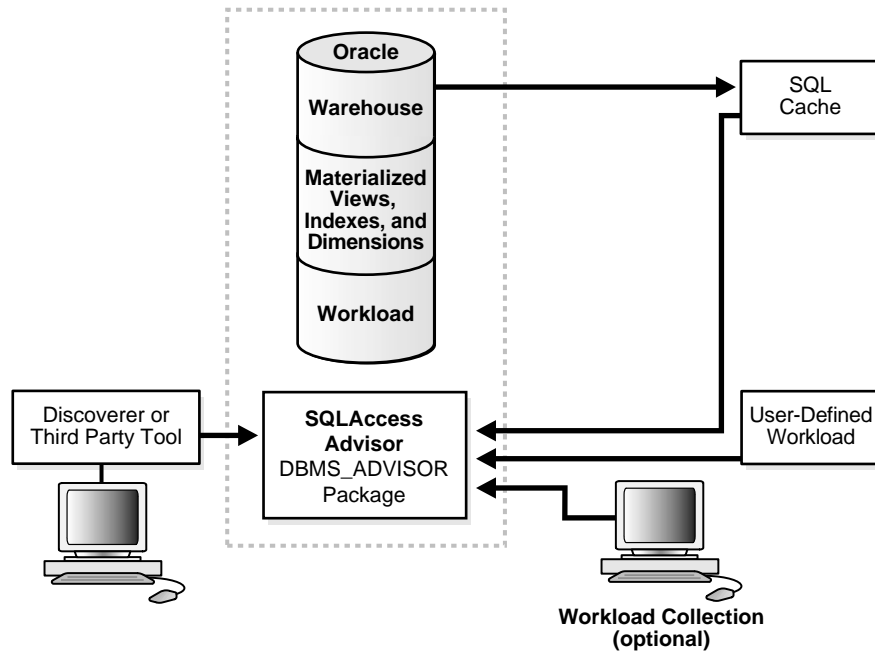 Oracle
Warehouse
Materialized
Views,
Indexes, and
Dimensions
Workload
SQL
Cache
Discoverer or
Third Party Tool
SQLAccess
Advisor
DBMS_ADVISOR
Package
User-Defined
Workload
Workload Collection
(optional)